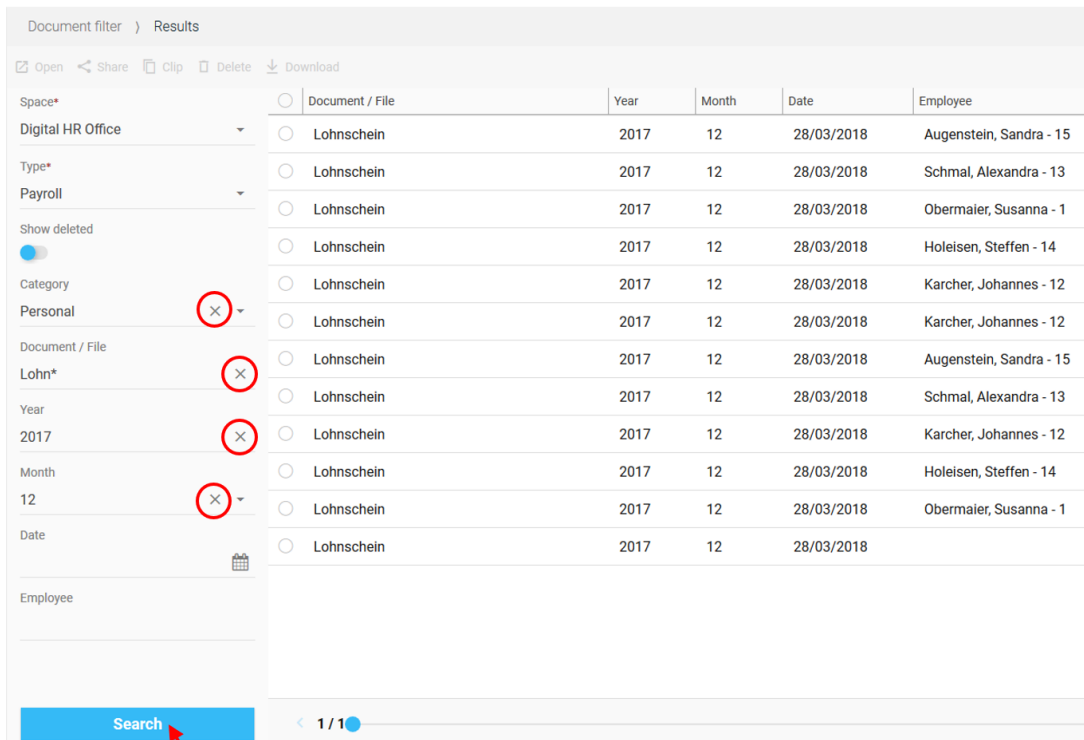 Document filter ⟩ Results
Open Share Clip Delete Download
Space*
Digital HR Office
Type*
Payroll
Show deleted
Category
Personal
Document / File
Lohn*
Year
2017
Month
12
Date
Employee
Search
Document / File Year Month Date Employee
Lohnschein 2017 12 28/03/2018 Augenstein, Sandra - 15
Lohnschein 2017 12 28/03/2018 Schmal, Alexandra - 13
Lohnschein 2017 12 28/03/2018 Obermaier, Susanna - 1
Lohnschein 2017 12 28/03/2018 Holeisen, Steffen - 14
Lohnschein 2017 12 28/03/2018 Karcher, Johannes - 12
Lohnschein 2017 12 28/03/2018 Karcher, Johannes - 12
Lohnschein 2017 12 28/03/2018 Augenstein, Sandra - 15
Lohnschein 2017 12 28/03/2018 Schmal, Alexandra - 13
Lohnschein 2017 12 28/03/2018 Karcher, Johannes - 12
Lohnschein 2017 12 28/03/2018 Holeisen, Steffen - 14
Lohnschein 2017 12 28/03/2018 Obermaier, Susanna - 1
Lohnschein 2017 12 28/03/2018
1 / 1